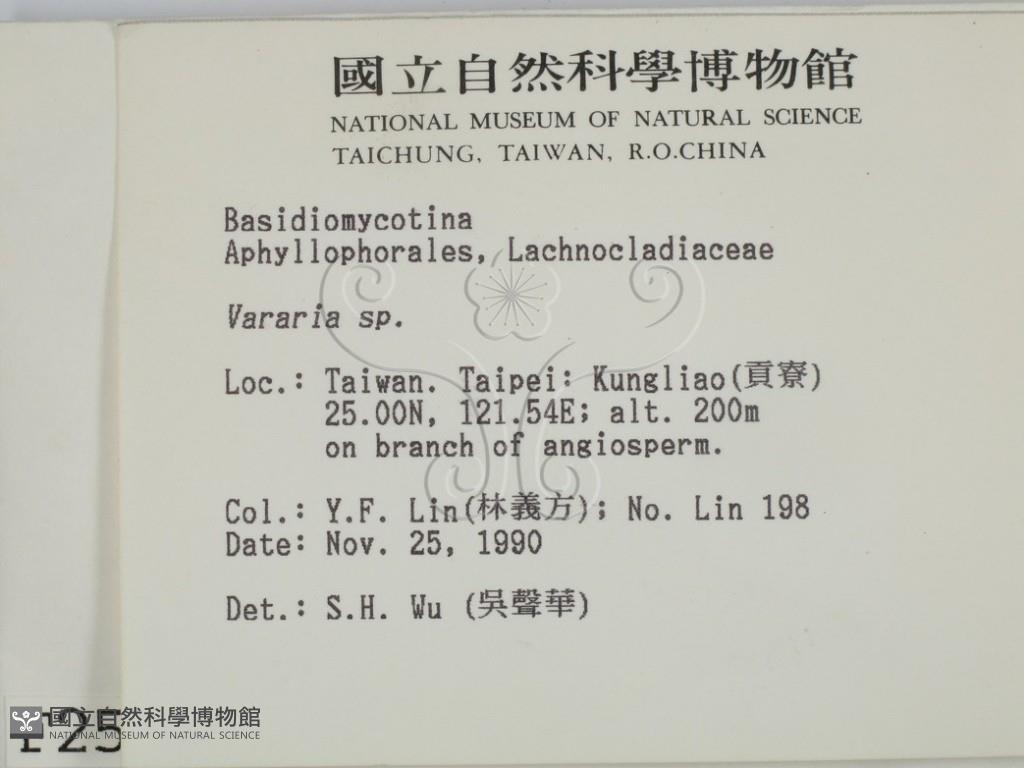 國立自然科學博物館
NATIONAL MUSEUM OF NATURAL SCIENCE
TAICHUNG, TAIWAN, R.O.CHINA
Basidiomycotina
Aphyllophorales, Lachnocladiaceae
Vararia sp.
Loc.: Taiwan. Taipei: Kungliao(貢寮)
25.00N, 121.54E; alt. 200m
on branch of angiosperm.
Col.: Y.F. Lin(林義方); No. Lin 198
Date: Nov. 25, 1990
Det.: S.H. Wu (吳聲華)
國立自然科學博物館
NATIONAL MUSEUM OF NATURAL SCIENCE